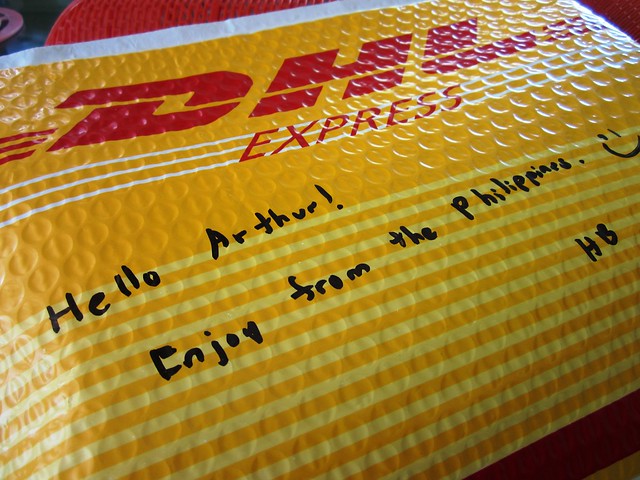 DHL
EXPRESS
Hello Arthur!
Enjoy from the Philippines. :)
HB